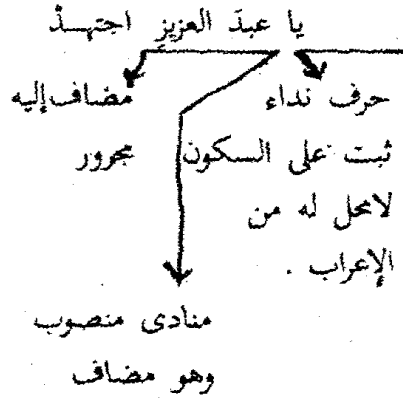 يا عبدَ العزيزِ اجتهدْ
حرف نداء
ثبت على السكون
لامحل له من
الإعراب .
مضاف إليه
مجرور
منادى منصوب
وهو مضاف